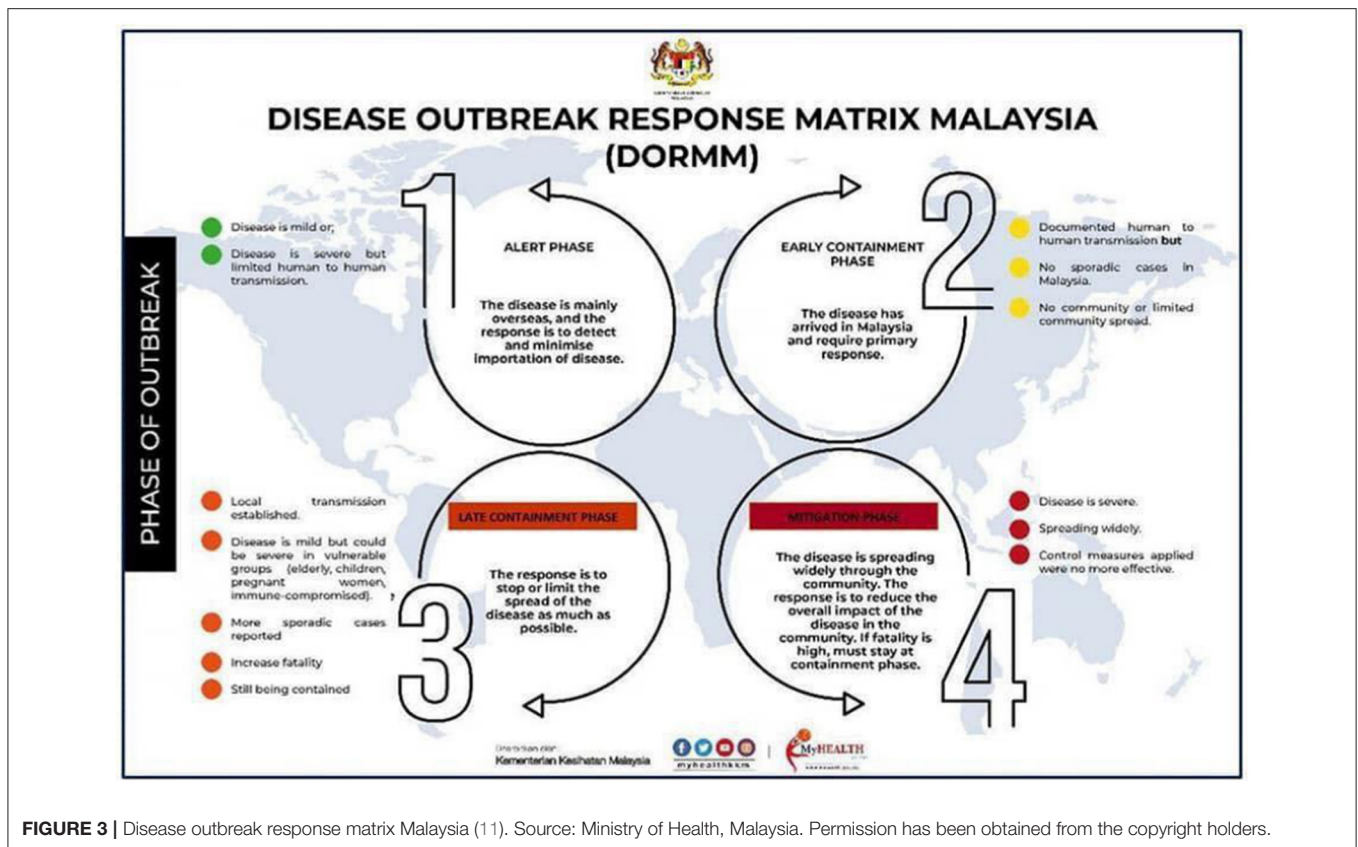 DISEASE OUTBREAK RESPONSE MATRIX MALAYSIA
(DORMM)
PHASE OF OUTBREAK
1
Disease is mild or;
Disease is severe but
limited human to human
transmission.
ALERT PHASE
The disease is mainly
overseas, and the
response is to detect
and minimise
importation of disease.
2
EARLY CONTAINMENT
PHASE
The disease has
arrived in Malaysia
and require primary
response.
Documented human to
human transmission but
No sporadic cases in
Malaysia.
No community or limited
community spread.
3
Local transmission
established.
Disease is mild but could
be severe in vulnerable
groups (elderly, children,
pregnant women,
immune-compromised). ,
More sporadic cases
reported
Increase fatality
Still being contained
LATE CONTAINMENT PHASE
The response is to
stop or limit the
spread of the
disease as much as
possible.
4
MITIGATION PHASE
The disease is spreading
widely through the
community. The
response is to reduce the
overall impact of the
disease in the
community. If fatality is
high, must stay at
containment phase.
Disease is severe.
Spreading widely.
Control measures applied
were no more effective.
Kementerian Kesihatan Malaysia
myhealthkkm
MyHEALTH
FIGURE 3 | Disease outbreak response matrix Malaysia (11). Source: Ministry of Health, Malaysia. Permission has been obtained from the copyright holders.